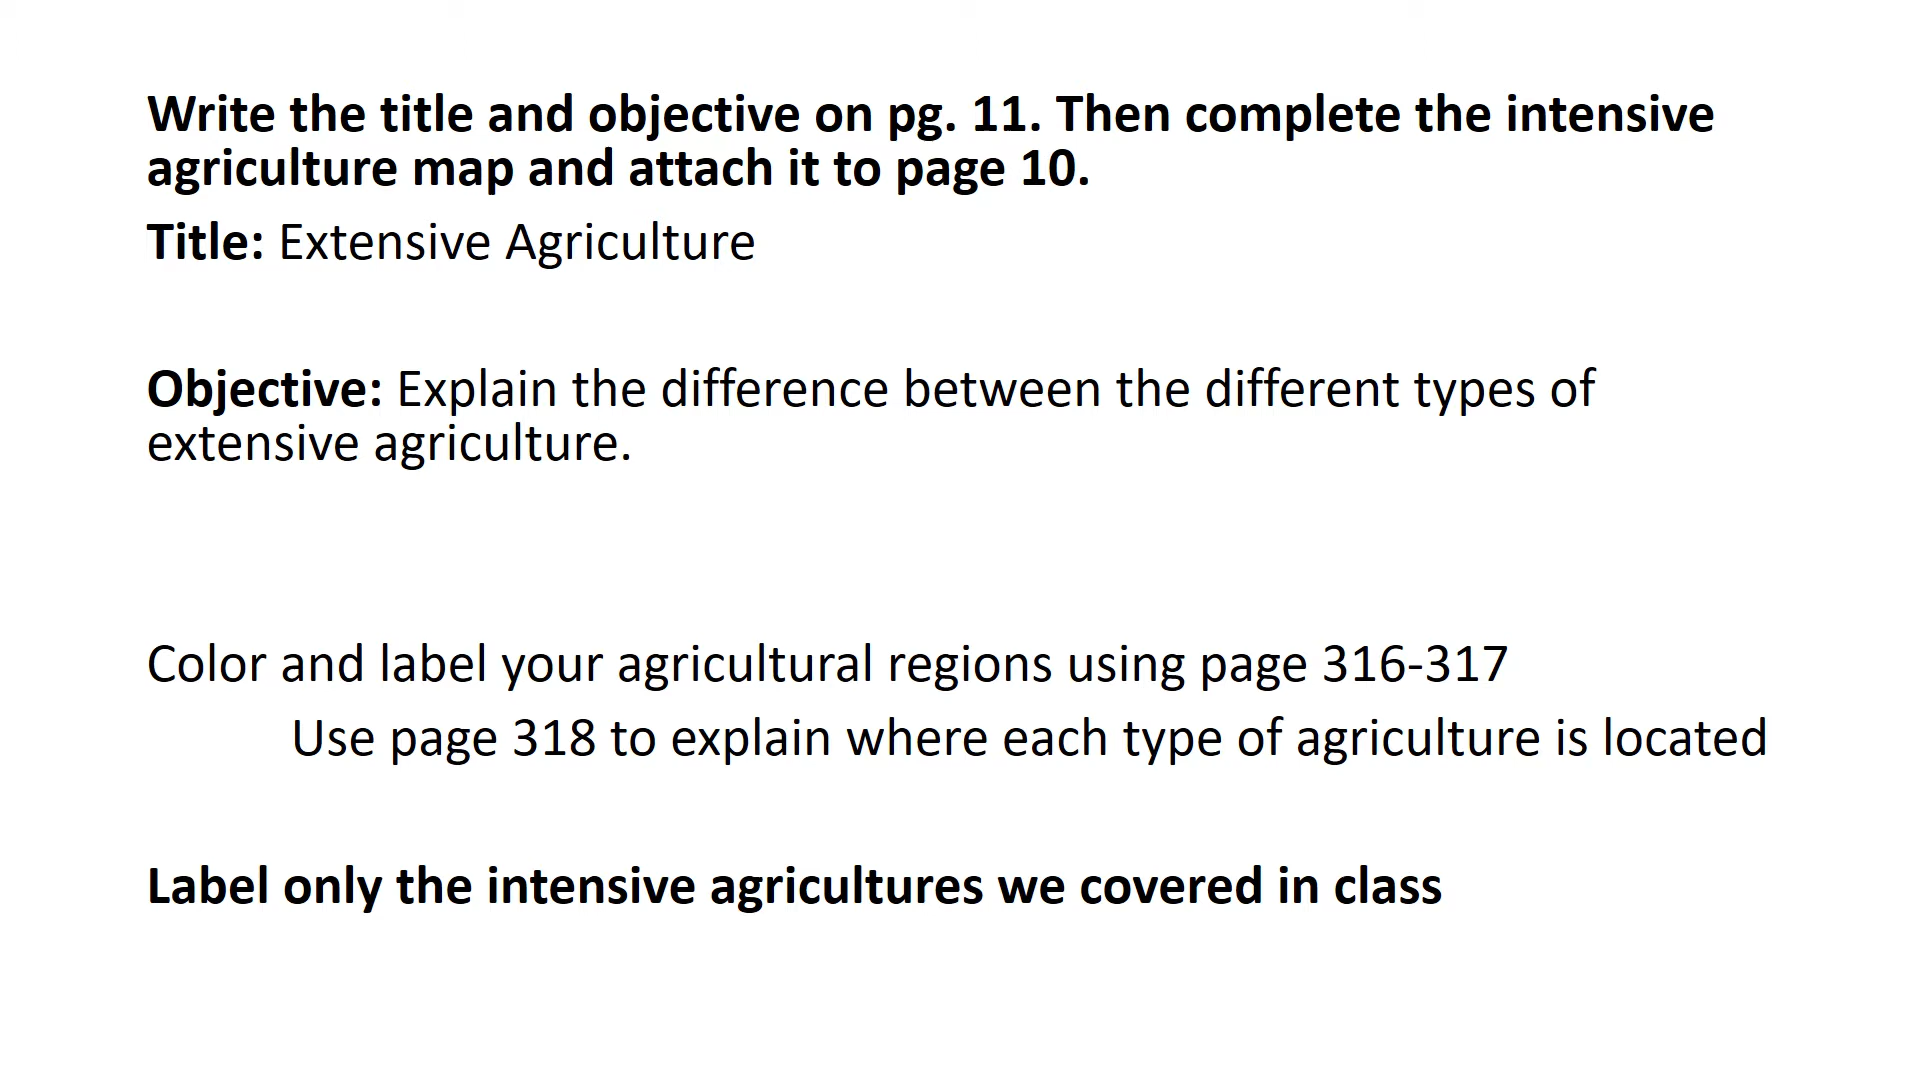 Write the title and objective on pg. 11. Then complete the intensive
agriculture map and attach it to page 10.
Title: Extensive Agriculture
Objective: Explain the difference between the different types of
extensive agriculture.
Color and label your agricultural regions using page 316-317
Use page 318 to explain where each type of agriculture is located
Label only the intensive agricultures we covered in class